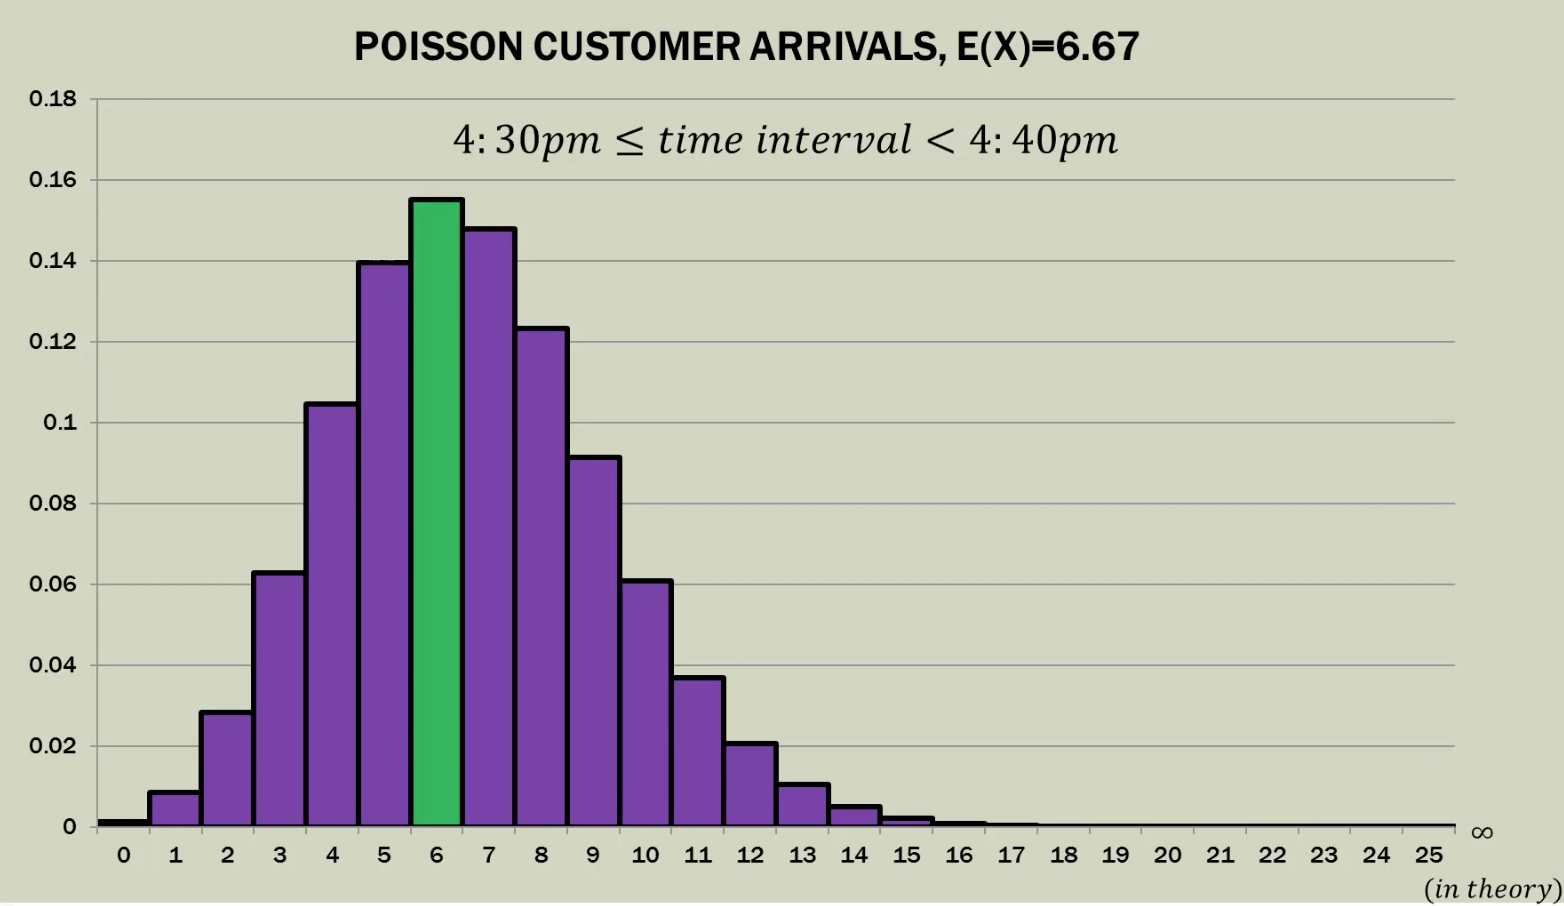 POISSON CUSTOMER ARRIVALS, E(X)=6.67
4:30pm ≤ time interval < 4:40pm
0.18
0.16
0.14
0.12
0.1
0.08
0.06
0.04
0.02
0
0 1 2 3 4 5 6 7 8 9 10 11 12 13 14 15 16 17 18 19 20 21 22 23 24 25 ∞
(in theory)